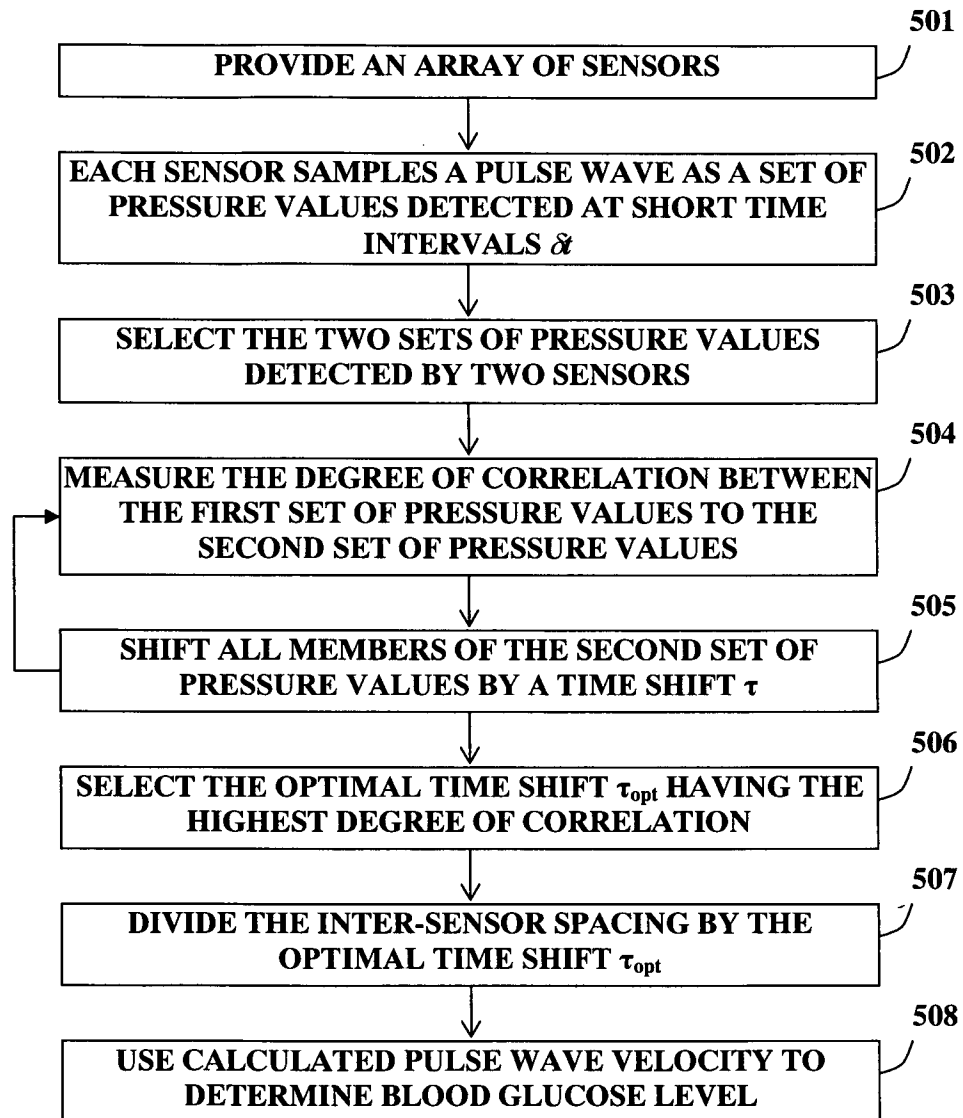 501
PROVIDE AN ARRAY OF SENSORS
502
EACH SENSOR SAMPLES A PULSE WAVE AS A SET OF
PRESSURE VALUES DETECTED AT SHORT TIME
INTERVALS δt
503
SELECT THE TWO SETS OF PRESSURE VALUES
DETECTED BY TWO SENSORS
504
MEASURE THE DEGREE OF CORRELATION BETWEEN
THE FIRST SET OF PRESSURE VALUES TO THE
SECOND SET OF PRESSURE VALUES
505
SHIFT ALL MEMBERS OF THE SECOND SET OF
PRESSURE VALUES BY A TIME SHIFT τ
506
SELECT THE OPTIMAL TIME SHIFT τopt HAVING THE
HIGHEST DEGREE OF CORRELATION
507
DIVIDE THE INTER-SENSOR SPACING BY THE
OPTIMAL TIME SHIFT τopt
508
USE CALCULATED PULSE WAVE VELOCITY TO
DETERMINE BLOOD GLUCOSE LEVEL